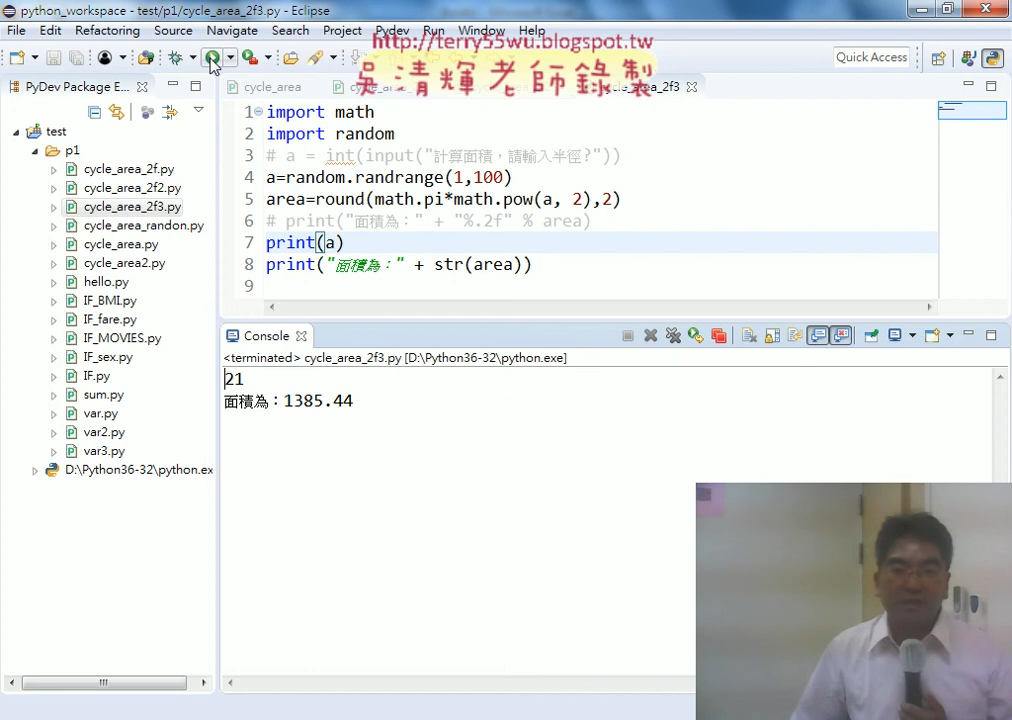 python_workspace - test/p1/cycle_area_2f3.py - Eclipse
File Edit Refactoring Source Navigate Search Project Pydev Run Window Help
http://terry55wu.blogspot.tw
吳清輝老師錄製
Quick Access
PyDev Package E...
cycle_area
cycle_area_2f3
test
p1
cycle_area_2f.py
cycle_area_2f2.py
cycle_area_2f3.py
cycle_area_randon.py
cycle_area.py
cycle_area2.py
hello.py
IF_BMI.py
IF_fare.py
IF_MOVIES.py
IF_sex.py
IF.py
sum.py
var.py
var2.py
var3.py
D:\Python36-32\python.ex
1 import math
2 import random
3 # a = int(input("計算面積，請輸入半徑?"))
4 a=random.randrange(1,100)
5 area=round(math.pi*math.pow(a, 2),2)
6 # print("面積為：" + "%.2f" % area)
7 print(a)
8 print("面積為：" + str(area))
9
Console
<terminated> cycle_area_2f3.py [D:\Python36-32\python.exe]
21
面積為：1385.44